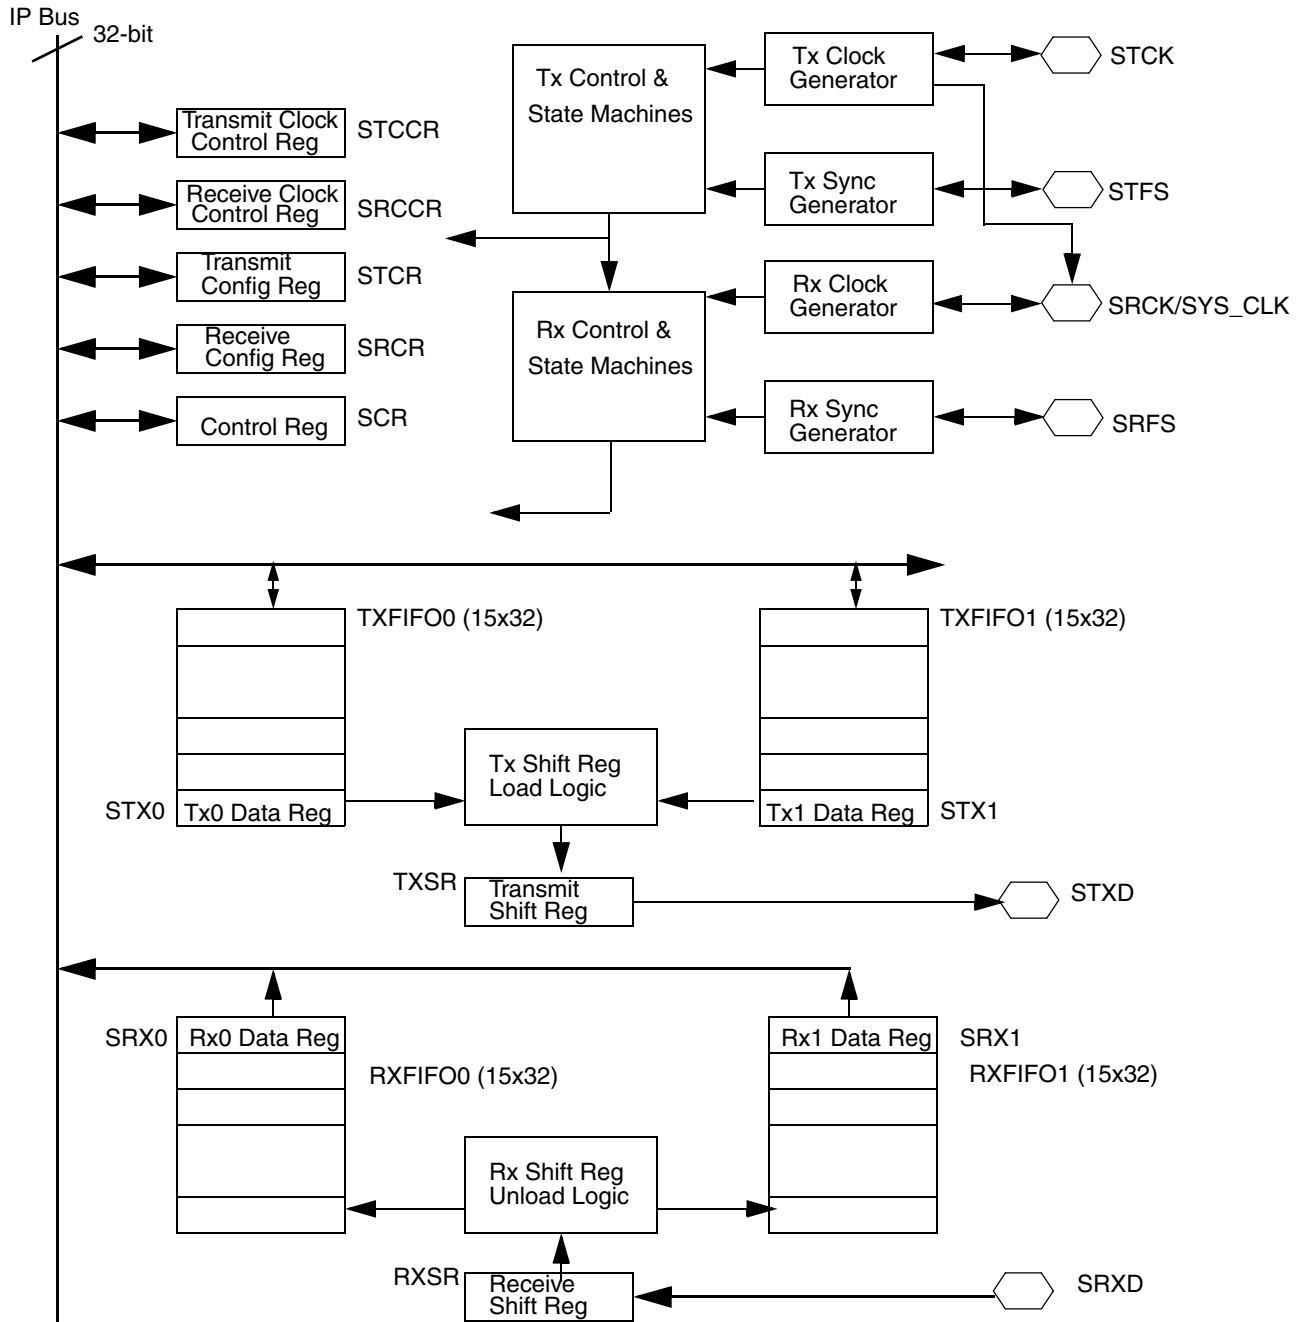 IP Bus
32-bit
Transmit Clock
Control Reg
STCCR
Receive Clock
Control Reg
SRCCR
Transmit
Config Reg
STCR
Receive
Config Reg
SRCR
Control Reg
SCR
Tx Control &
State Machines
Rx Control &
State Machines
Tx Clock
Generator
STCK
Tx Sync
Generator
STFS
Rx Clock
Generator
SRCK/SYS_CLK
Rx Sync
Generator
SRFS
TXFIFO0 (15x32)
TXFIFO1 (15x32)
STX0
Tx0 Data Reg
Tx Shift Reg
Load Logic
Tx1 Data Reg
STX1
TXSR
Transmit
Shift Reg
STXD
SRX0
Rx0 Data Reg
RXFIFO0 (15x32)
Rx1 Data Reg
SRX1
RXFIFO1 (15x32)
Rx Shift Reg
Unload Logic
RXSR
Receive
Shift Reg
SRXD